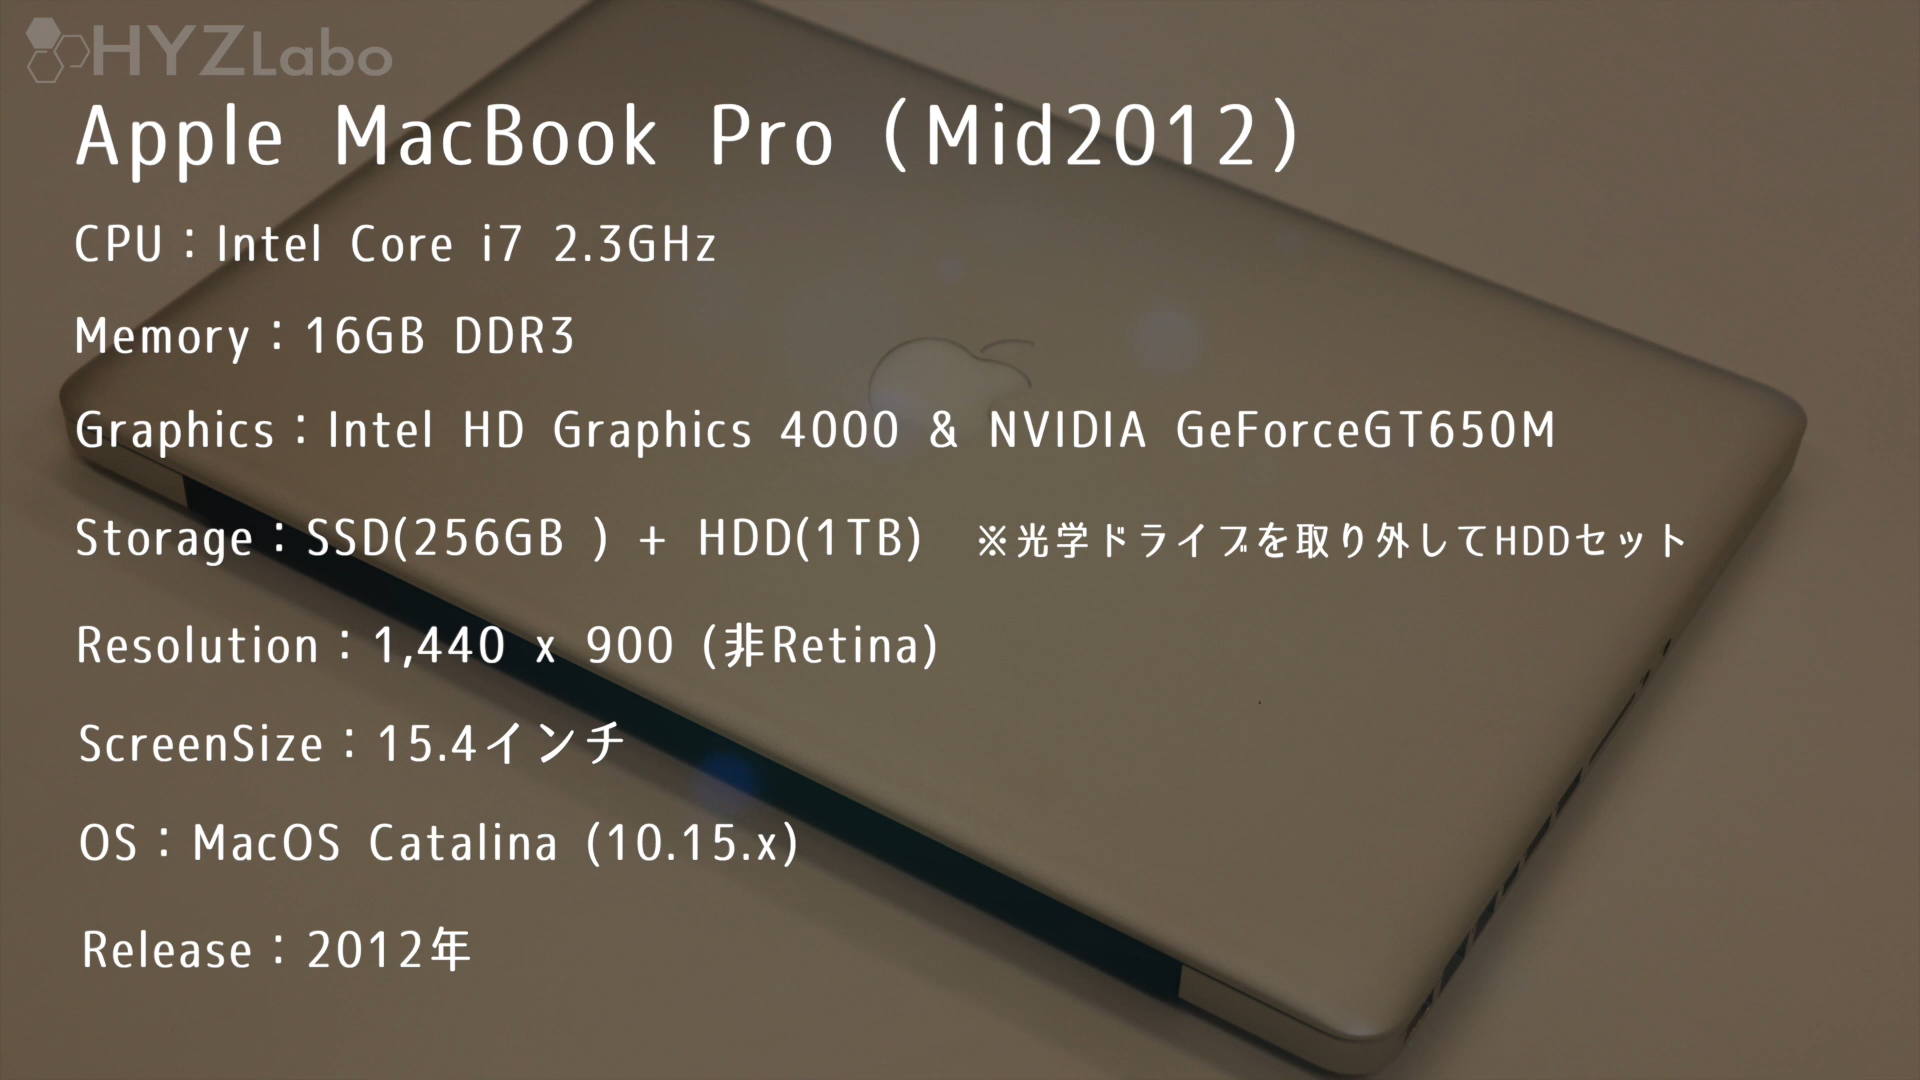 HYZLabo
Apple MacBook Pro (Mid2012)
CPU：Intel Core i7 2.3GHz
Memory：16GB DDR3
Graphics：Intel HD Graphics 4000 & NVIDIA GeForceGT650M
Storage：SSD(256GB ) + HDD(1TB) ※光学ドライブを取り外してHDDセット
Resolution：1,440 x 900 (非Retina)
ScreenSize：15.4インチ
OS：MacOS Catalina (10.15.x)
Release：2012年